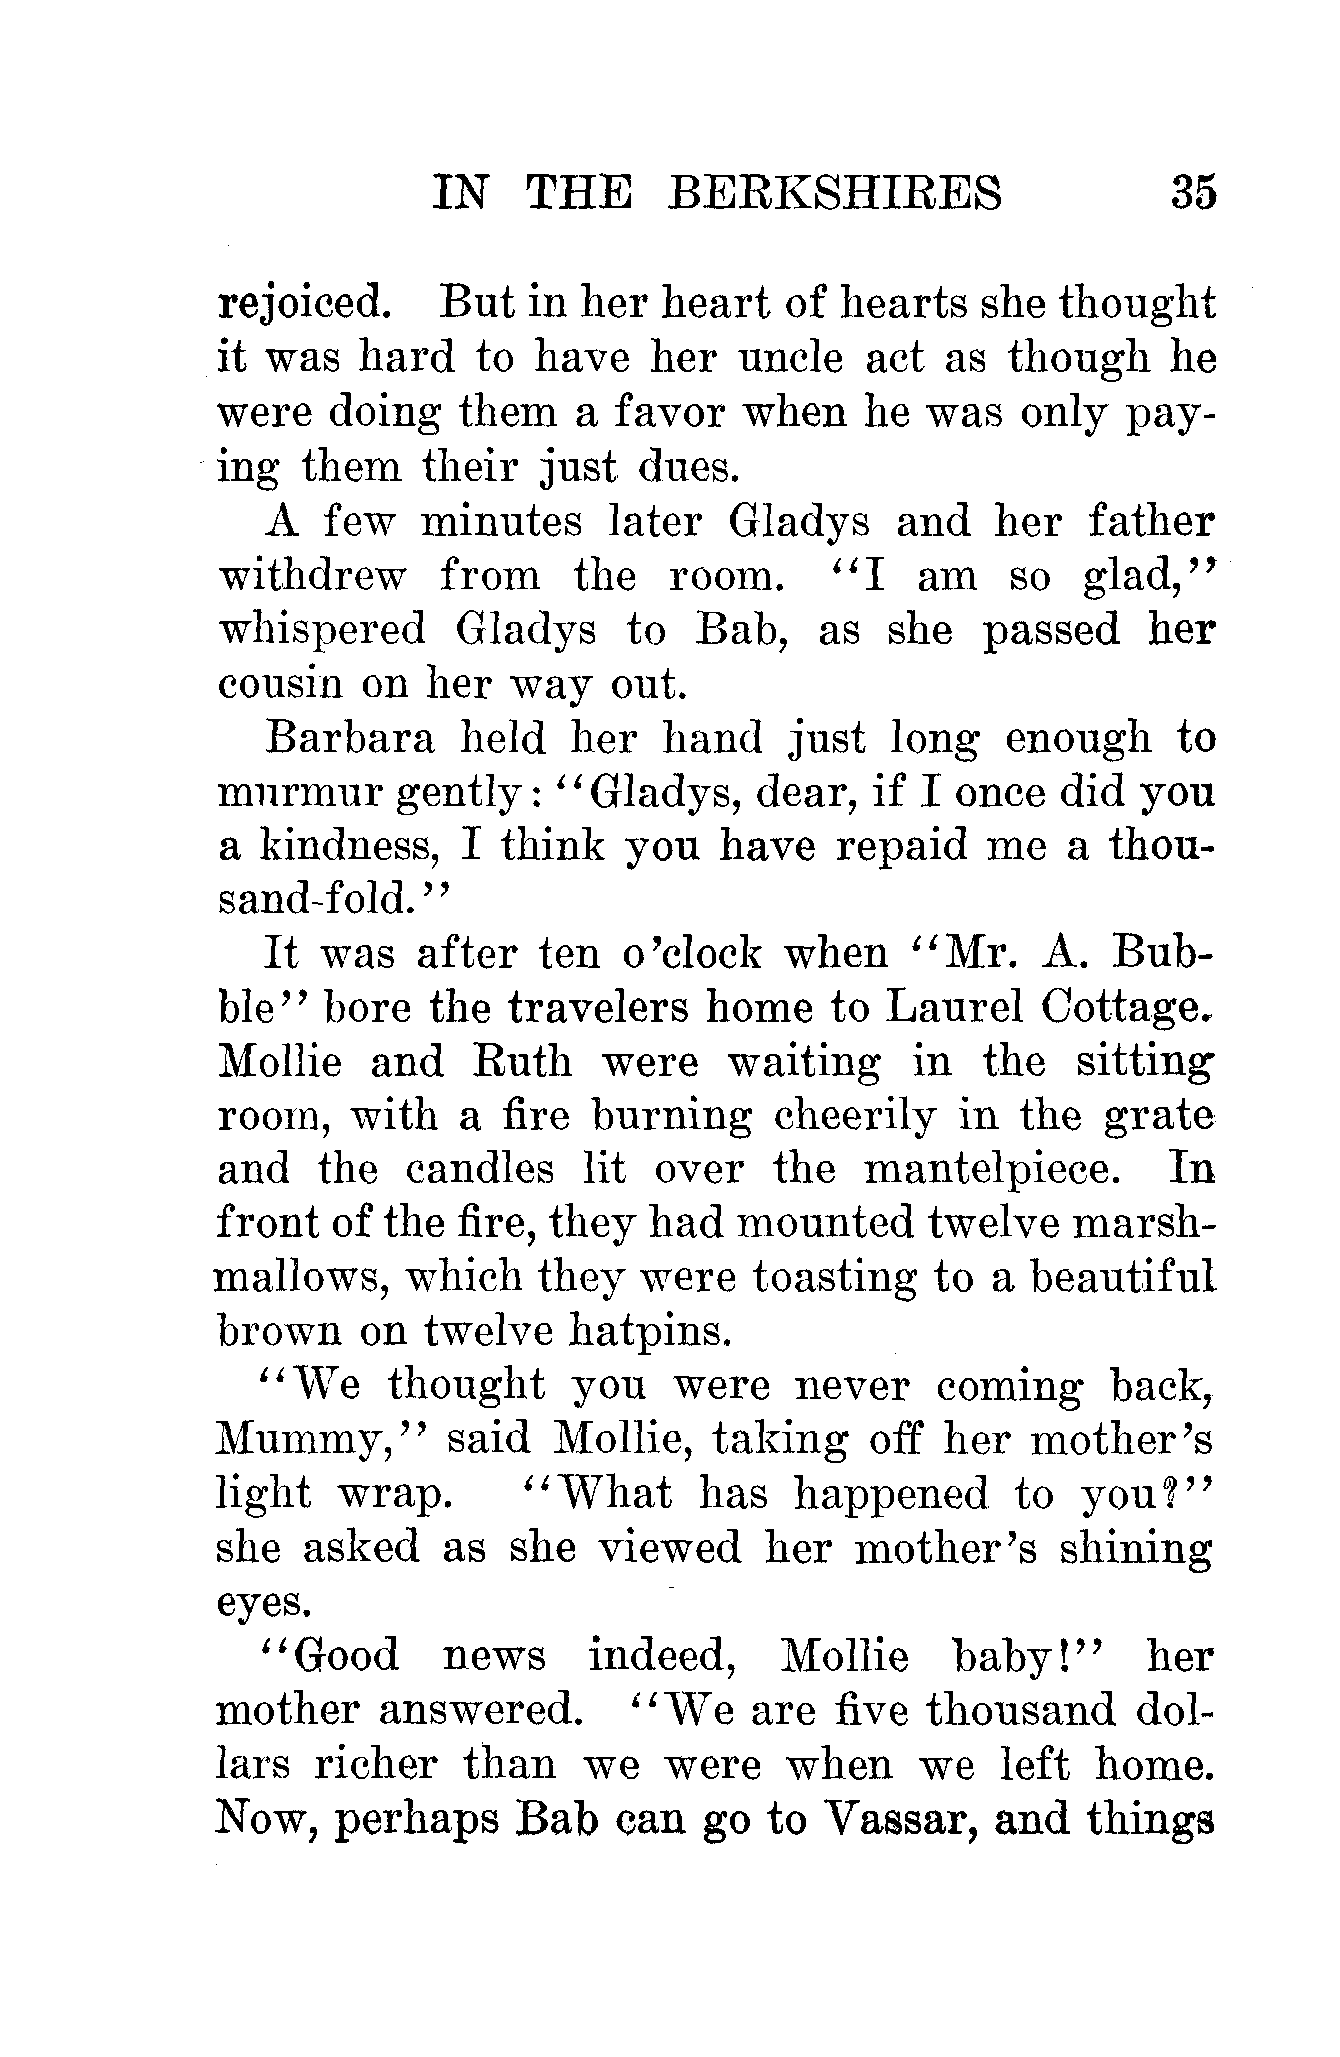 IN THE BERKSHIRES 35
rejoiced. But in her heart of hearts she thought
it was hard to have her uncle act as though he
were doing them a favor when he was only pay-
ing them their just dues.
A few minutes later Gladys and her father
withdrew from the room. "I am so glad,"
whispered Gladys to Bab, as she passed her
cousin on her way out.
Barbara held her hand just long enough to
murmur gently: "Gladys, dear, if I once did you
a kindness, I think you have repaid me a thou-
sand-fold."
It was after ten o'clock when "Mr. A. Bub-
ble" bore the travelers home to Laurel Cottage.
Mollie and Ruth were waiting in the sitting
room, with a fire burning cheerily in the grate
and the candles lit over the mantelpiece. In
front of the fire, they had mounted twelve marsh-
mallows, which they were toasting to a beautiful
brown on twelve hatpins.
"We thought you were never coming back,
Mummy," said Mollie, taking off her mother's
light wrap. "What has happened to you?"
she asked as she viewed her mother's shining
eyes.
"Good news indeed, Mollie baby!" her
mother answered. "We are five thousand dol-
lars richer than we were when we left home.
Now, perhaps Bab can go to Vassar, and things